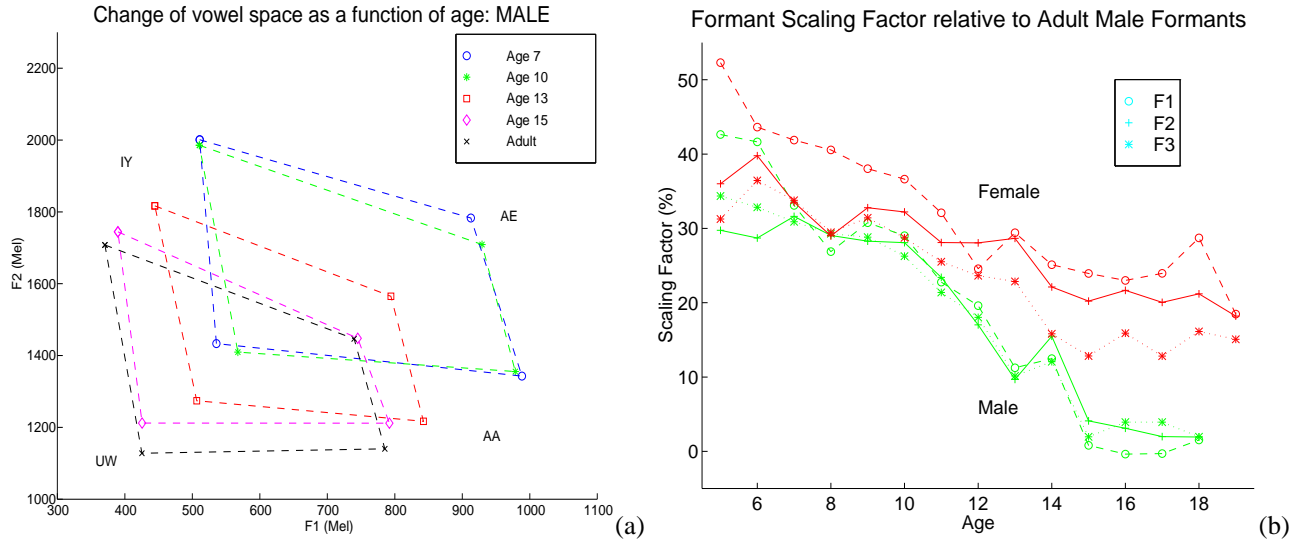 Change of vowel space as a function of age: MALE
2200
2000
1800
1600
1400
1200
1000
F2 (Mel)
Age 7
Age 10
Age 13
Age 15
Adult
IY
AE
AA
UW
300 400 500 600 700 800 900 1000 1100
F1 (Mel)
(a)
Formant Scaling Factor relative to Adult Male Formants
50
40
30
20
10
0
Scaling Factor (%)
F1
F2
F3
Female
Male
6 8 10 12 14 16 18
Age
(b)